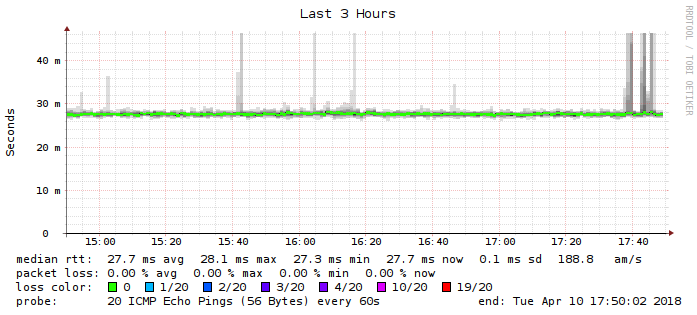 Last 3 Hours
RRDTOOL / TOBI OETIKER
Seconds
40 m
30 m
20 m
10 m
0
15:00 15:20 15:40 16:00 16:20 16:40 17:00 17:20 17:40
median rtt: 27.7 ms avg 28.1 ms max 27.3 ms min 27.7 ms now 0.1 ms sd 188.8 am/s
packet loss: 0.00 % avg 0.00 % max 0.00 % min 0.00 % now
loss color: 0 1/20 2/20 3/20 4/20 10/20 19/20
probe: 20 ICMP Echo Pings (56 Bytes) every 60s end: Tue Apr 10 17:50:02 2018